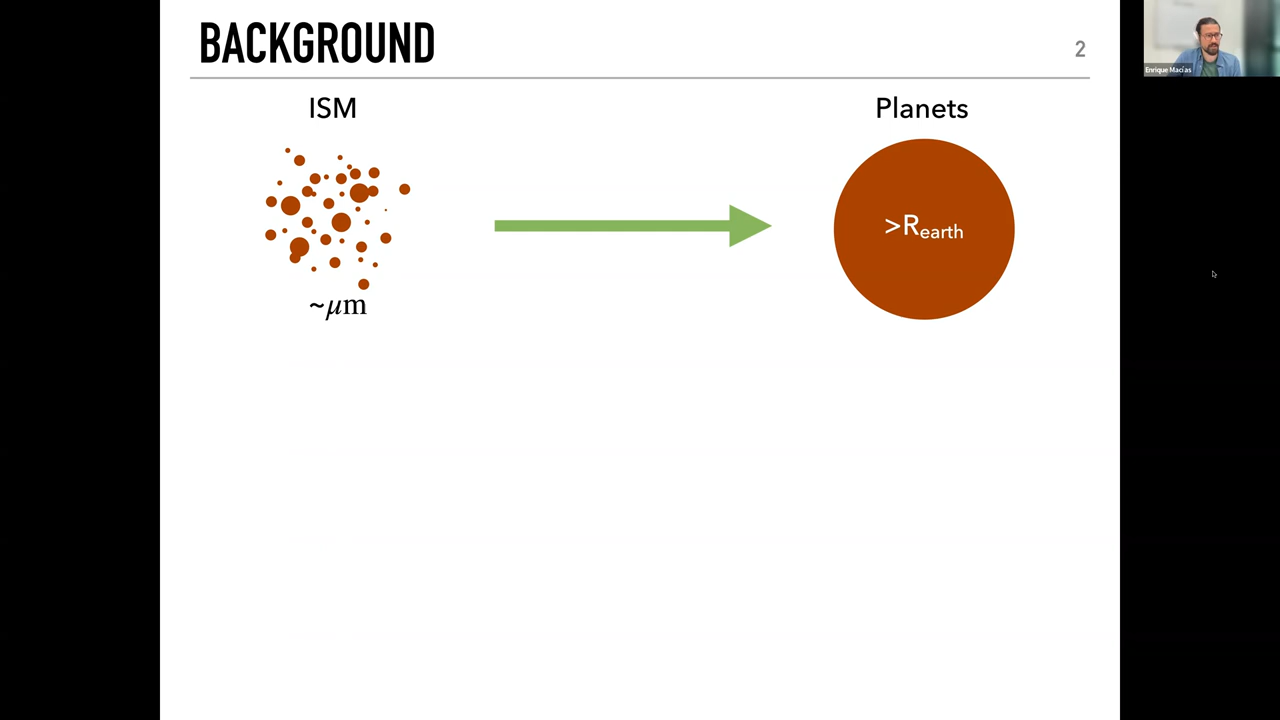 BACKGROUND
2
ISM
Planets
>Rearth
~μm
Enrique Macías